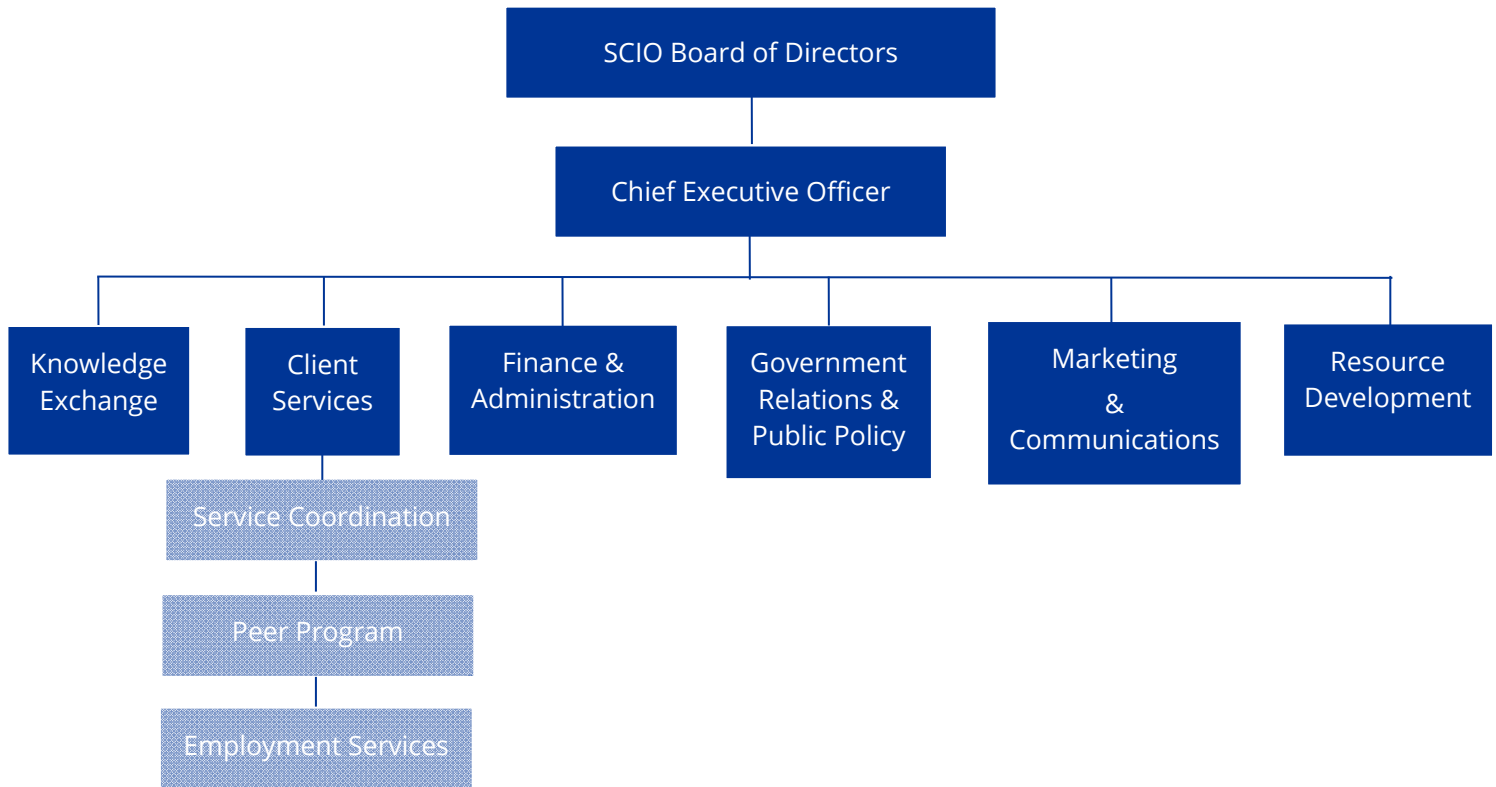 SCIO Board of Directors
Chief Executive Officer
Knowledge
Exchange
Client
Services
Finance &
Administration
Government
Relations &
Public Policy
Marketing
&
Communications
Resource
Development
Service Coordination
Peer Program
Employment Services